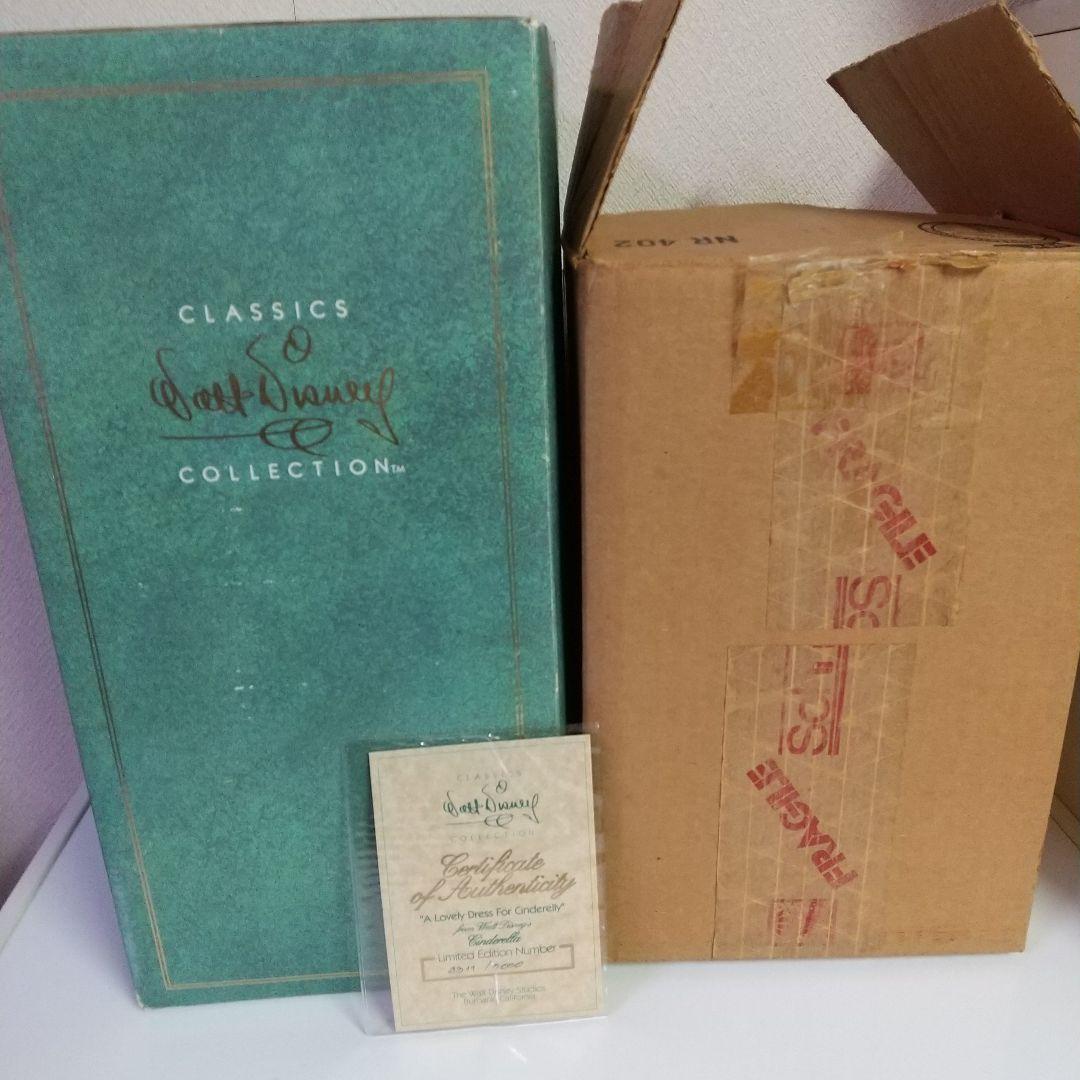 CLASSICS
Walt Disney
COLLECTION™
NR 402
FRAGILE
FRAGILE
CLASSICS
Walt Disney
COLLECTION
Certificate
of Authenticity
"A Lovely Dress For Cinderelly"
from Walt Disney's
Cinderella
Limited Edition Number
/5000
The Walt Disney Studios
Burbank, California